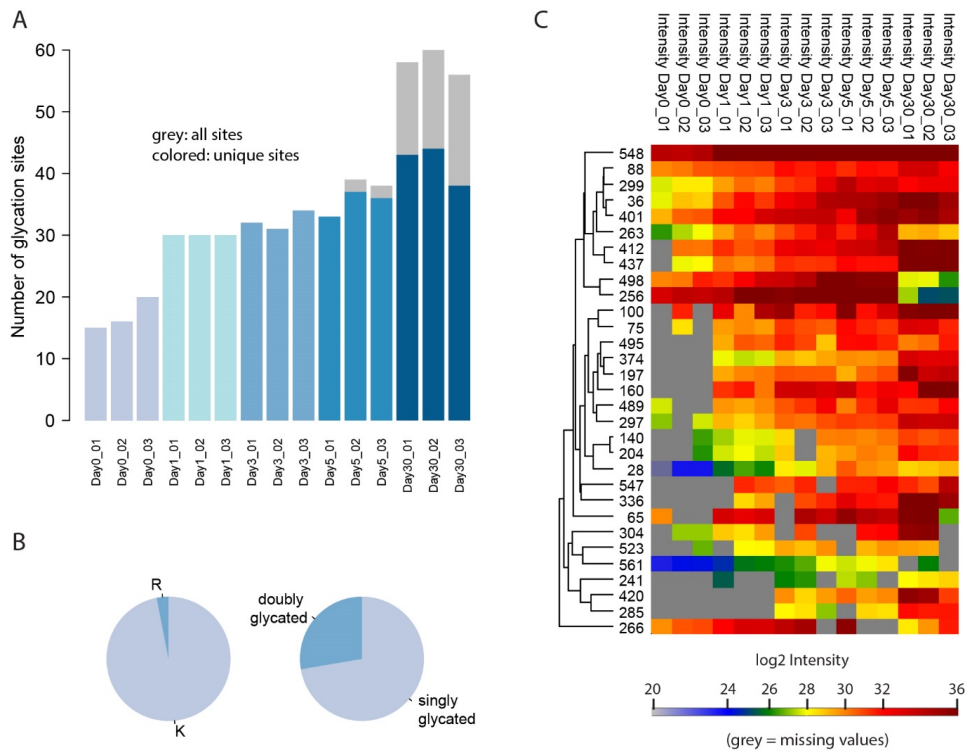 A
Number of glycation sites
60
50
40
30
20
10
0
grey: all sites
colored: unique sites
Day0_01
Day0_02
Day0_03
Day1_01
Day1_02
Day1_03
Day3_01
Day3_02
Day3_03
Day5_01
Day5_02
Day5_03
Day30_01
Day30_02
Day30_03
B
R
K
doubly
glycated
singly
glycated
C
Intensity Day0_01
Intensity Day0_02
Intensity Day0_03
Intensity Day1_01
Intensity Day1_02
Intensity Day1_03
Intensity Day3_01
Intensity Day3_02
Intensity Day3_03
Intensity Day5_01
Intensity Day5_02
Intensity Day5_03
Intensity Day30_01
Intensity Day30_02
Intensity Day30_03
548
88
299
36
401
263
412
437
498
256
100
75
495
374
197
160
489
297
140
204
28
547
336
65
304
523
561
241
420
285
266
log2 Intensity
20 24 26 28 30 32 36
(grey = missing values)